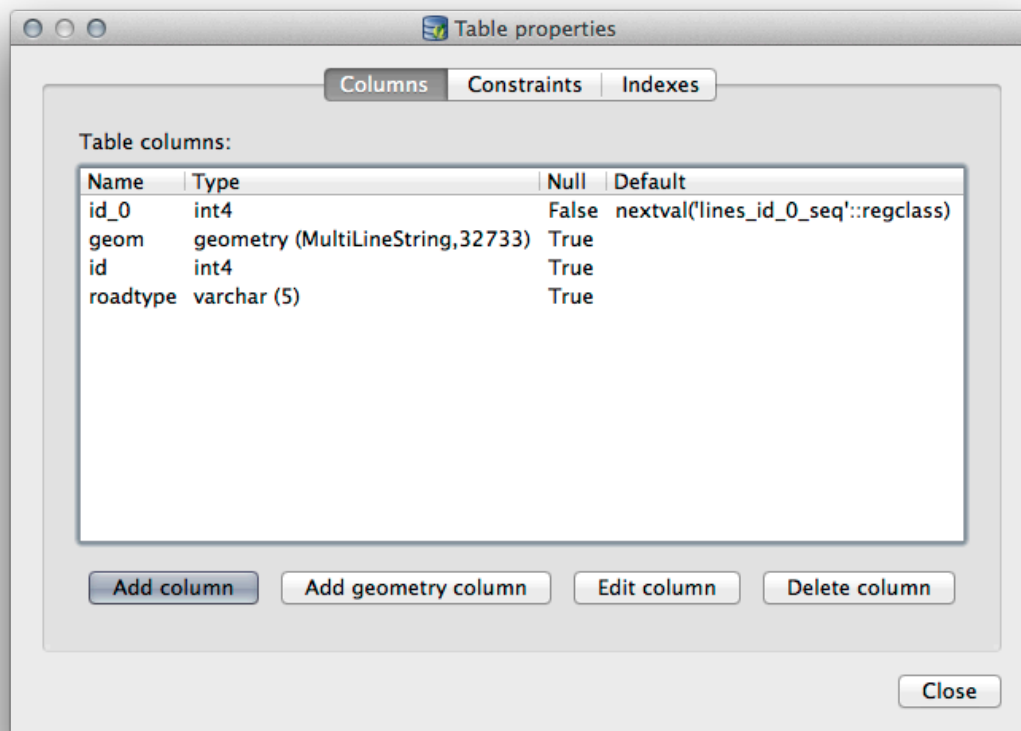 Table properties
Columns Constraints Indexes
Table columns:
Name Type Null Default
id_0 int4 False nextval('lines_id_0_seq'::regclass)
geom geometry (MultiLineString,32733) True
id int4 True
roadtype varchar (5) True
Add column Add geometry column Edit column Delete column
Close